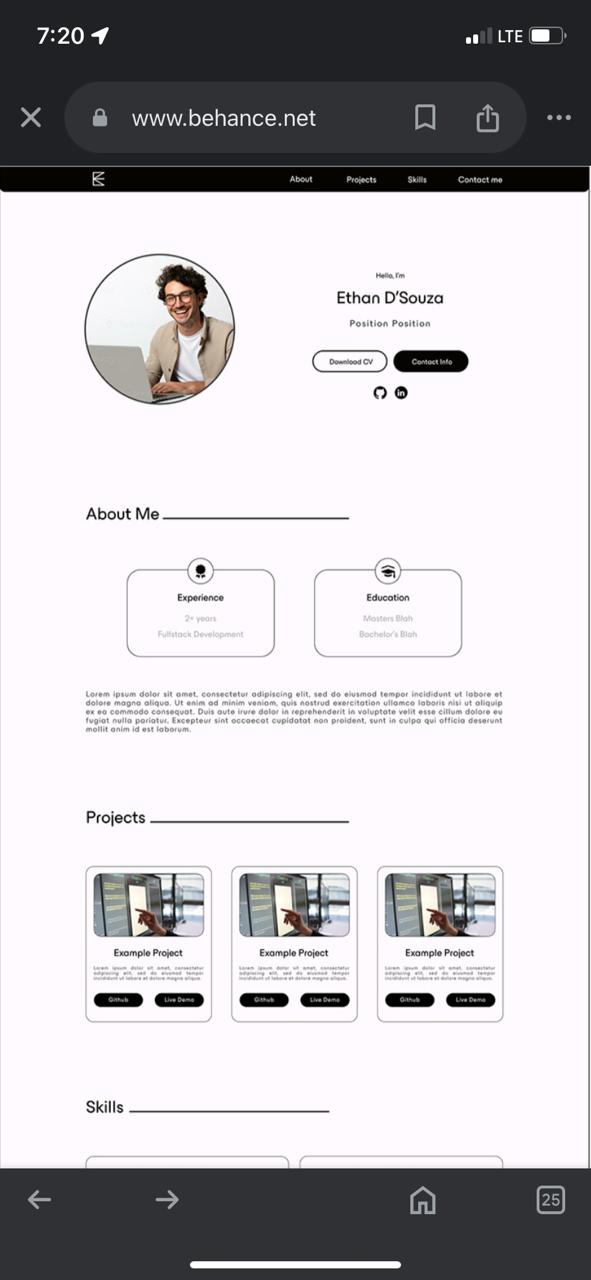 7:20
LTE
www.behance.net
About Projects Skills Contact me
Hello, I'm
Ethan D'Souza
Position Position
Download CV Contact Info
in
About Me
Experience
2+ years
Fullstack Development
Education
Masters Blah
Bachelor's Blah
Lorem ipsum dolor sit amet, consectetur adipiscing elit, sed do eiusmod tempor incididunt ut labore et
dolore magna aliqua. Ut enim ad minim veniam, quis nostrud exercitation ullamco laboris nisi ut aliquip
ex ea commodo consequat. Duis aute irure dolor in reprehenderit in voluptate velit esse cillum dolore eu
fugiat nulla pariatur. Excepteur sint occaecat cupidatat non proident, sunt in culpa qui officia deserunt
mollit anim id est laborum.
Projects
Example Project
Lorem ipsum dolor sit amet, consectetur
adipiscing elit, sed do eiusmod tempor
incididunt ut labore et dolore magna aliqua.
Github Live Demo
Example Project
Lorem ipsum dolor sit amet, consectetur
adipiscing elit, sed do eiusmod tempor
incididunt ut labore et dolore magna aliqua.
Github Live Demo
Example Project
Lorem ipsum dolor sit amet, consectetur
adipiscing elit, sed do eiusmod tempor
incididunt ut labore et dolore magna aliqua.
Github Live Demo
Skills
25